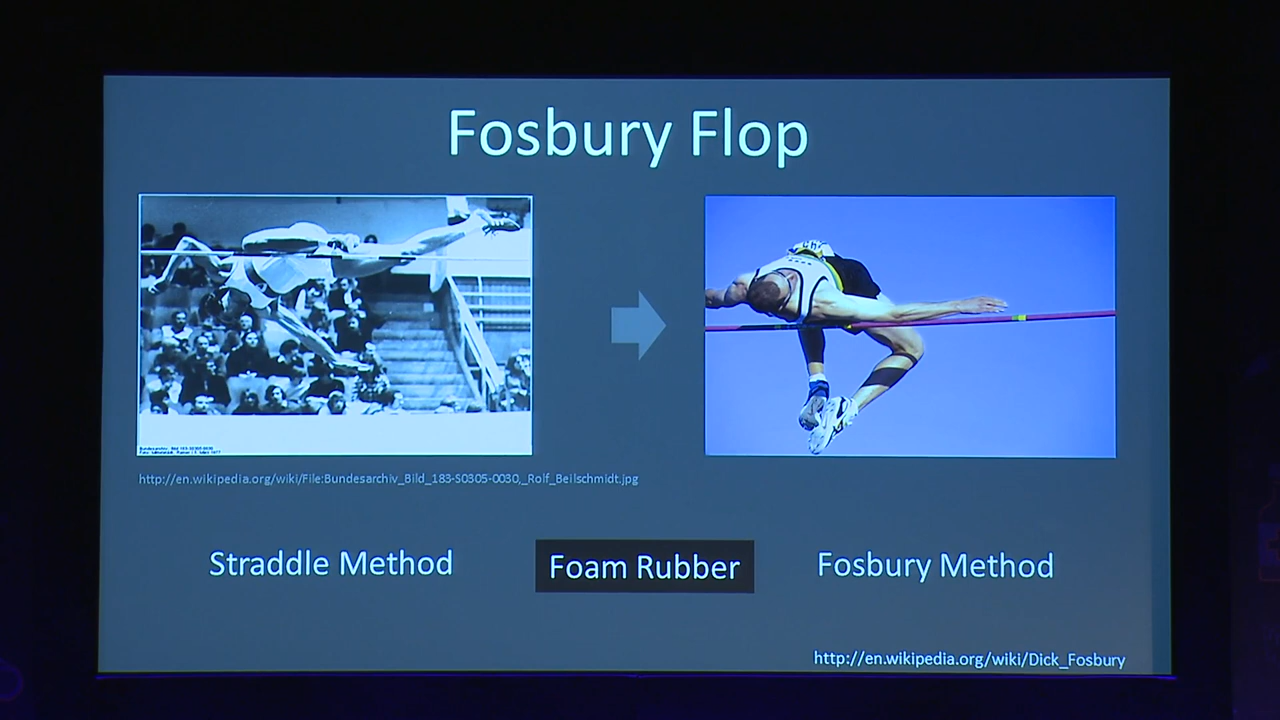 Fosbury Flop
http://en.wikipedia.org/wiki/File:Bundesarchiv_Bild_183-S0305-0030,_Rolf_Beilschmidt.jpg
Straddle Method
Foam Rubber
Fosbury Method
http://en.wikipedia.org/wiki/Dick_Fosbury